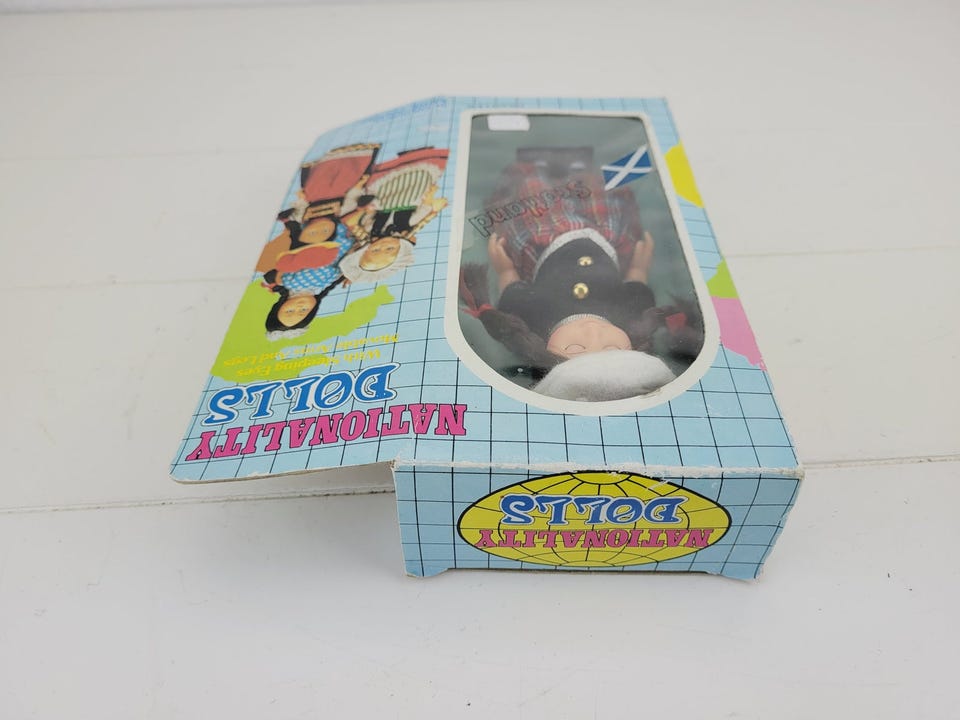 NATIONALITY
DOLLS
With Sleeping Eyes
Movable Arms And Legs
Scotland
NATIONALITY
DOLLS